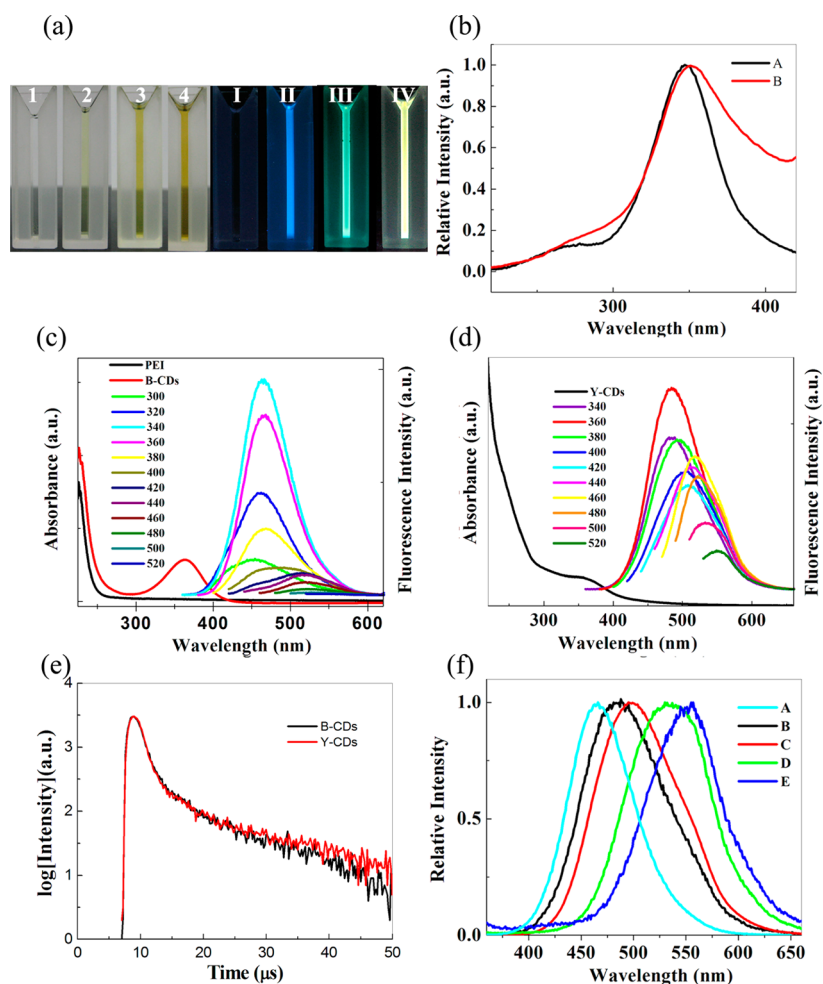 (a)
1 2 3 4 I II III IV
(b)
Relative Intensity (a.u.)
1.0
0.8
0.6
0.4
0.2
0.0
A
B
300 400
Wavelength (nm)
(c)
Absorbance (a.u.)
PEI
B-CDs
300
320
340
360
380
400
420
440
460
480
500
520
Fluorescence Intensity (a.u.)
300 400 500 600
Wavelength (nm)
(d)
Absorbance (a.u.)
Y-CDs
340
360
380
400
420
440
460
480
500
520
Fluorescence Intensity (a.u.)
300 400 500 600
Wavelength (nm)
(e)
log[Intensity](a.u.)
4
3
2
1
0
B-CDs
Y-CDs
0 10 20 30 40 50
Time (μs)
(f)
Relative Intensity
1.0
0.5
0.0
A
B
C
D
E
400 450 500 550 600 650
Wavelength (nm)